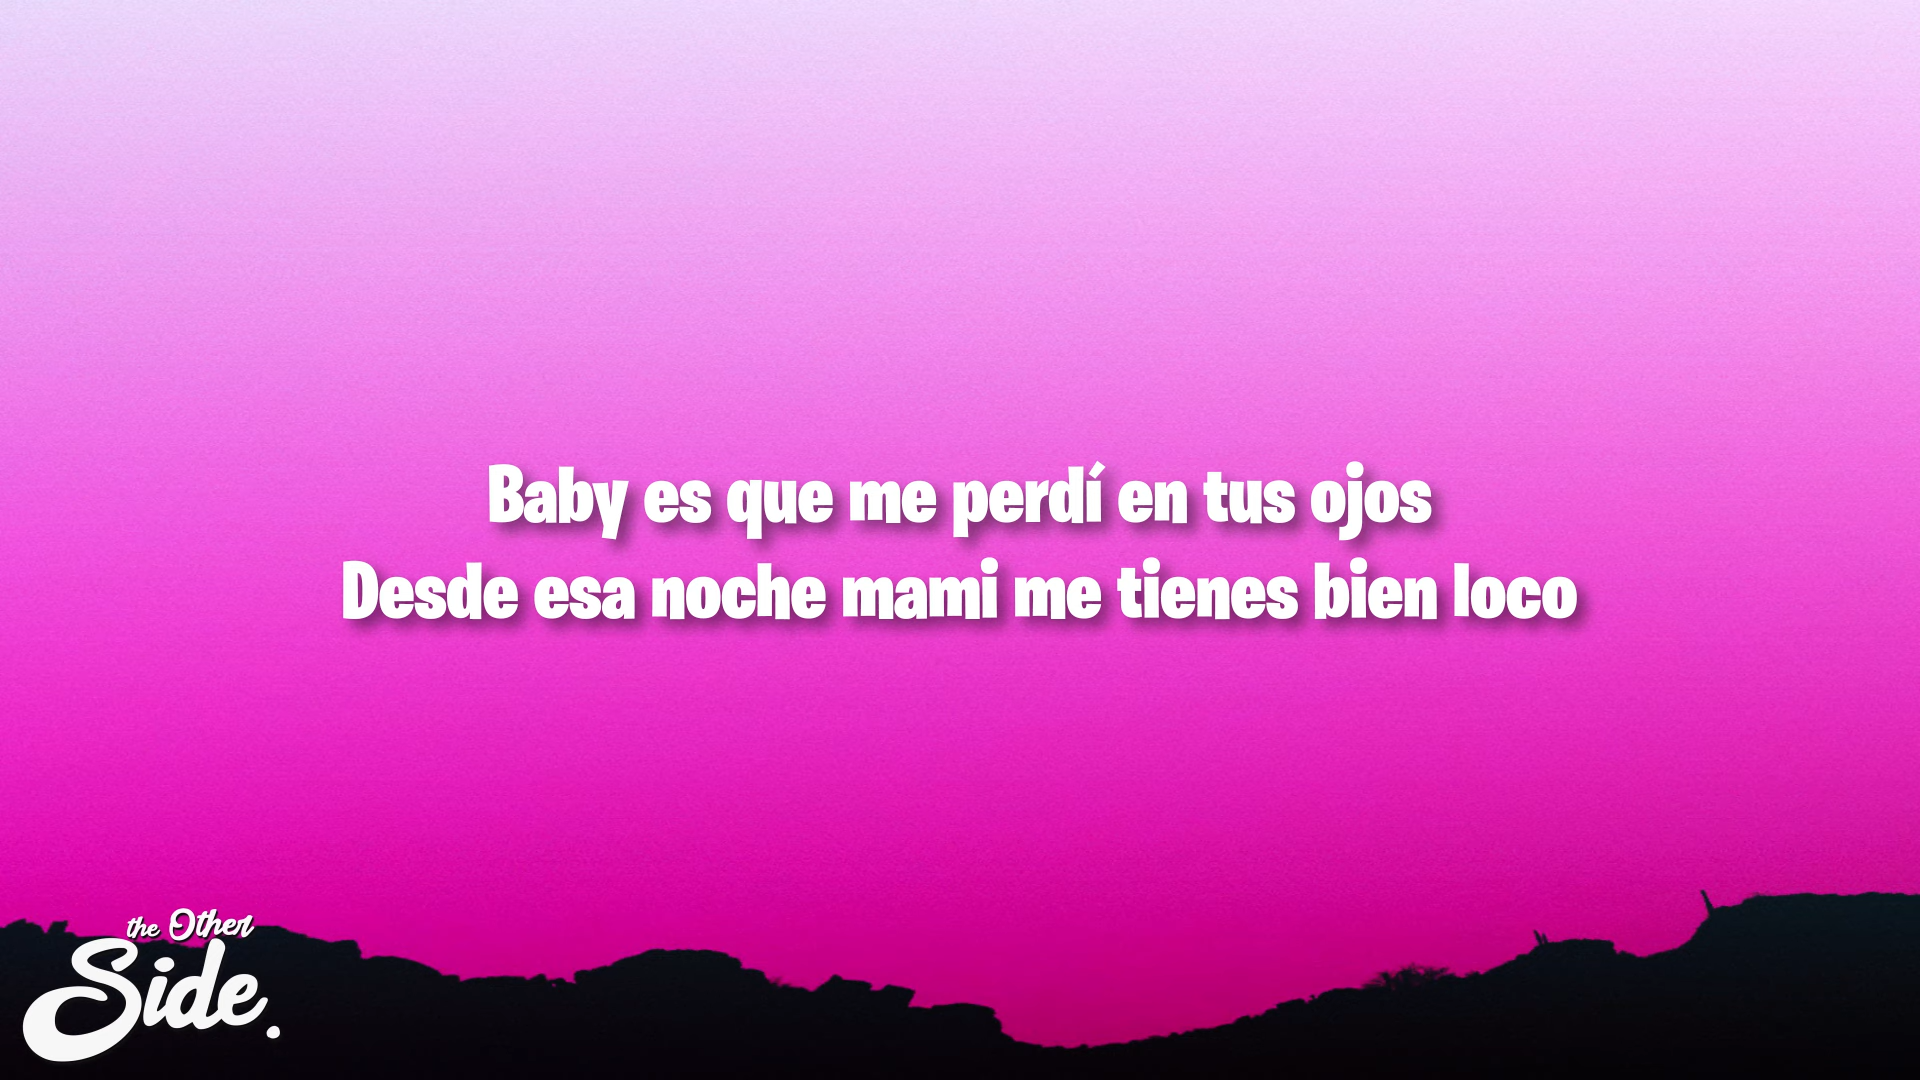 Baby es que me perdí en tus ojos
Desde esa noche mami me tienes bien loco
the Other
Side.